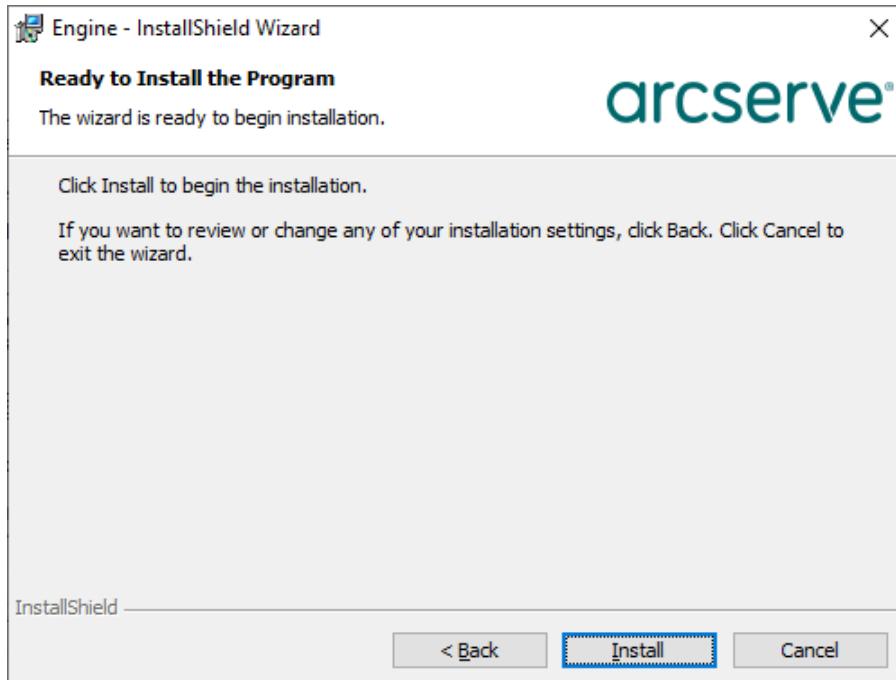 Engine - InstallShield Wizard
Ready to Install the Program
The wizard is ready to begin installation.
arcserve®
Click Install to begin the installation.
If you want to review or change any of your installation settings, click Back. Click Cancel to
exit the wizard.
InstallShield
< Back
Install
Cancel